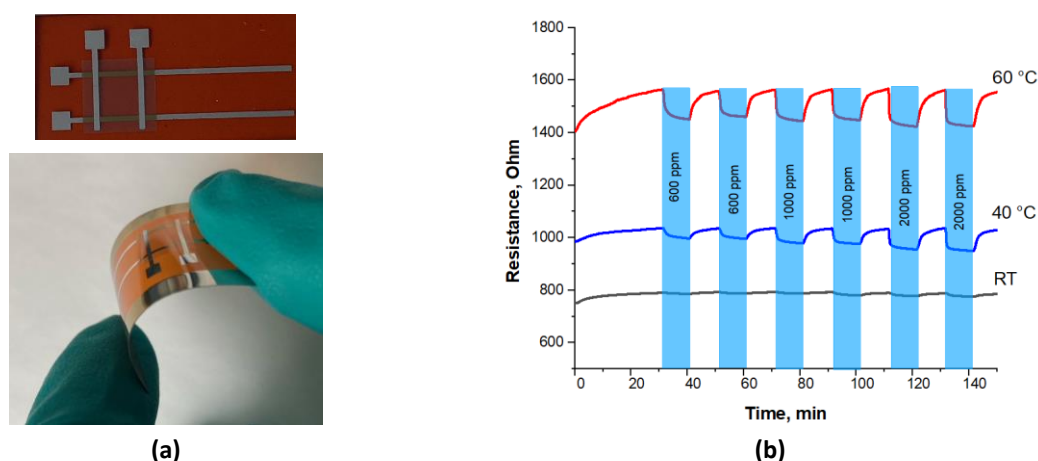 1800
1600
1400
1200
1000
800
600
Resistance, Ohm
60 °C
40 °C
RT
600 ppm
600 ppm
1000 ppm
1000 ppm
2000 ppm
2000 ppm
0 20 40 60 80 100 120 140
Time, min
(a) (b)